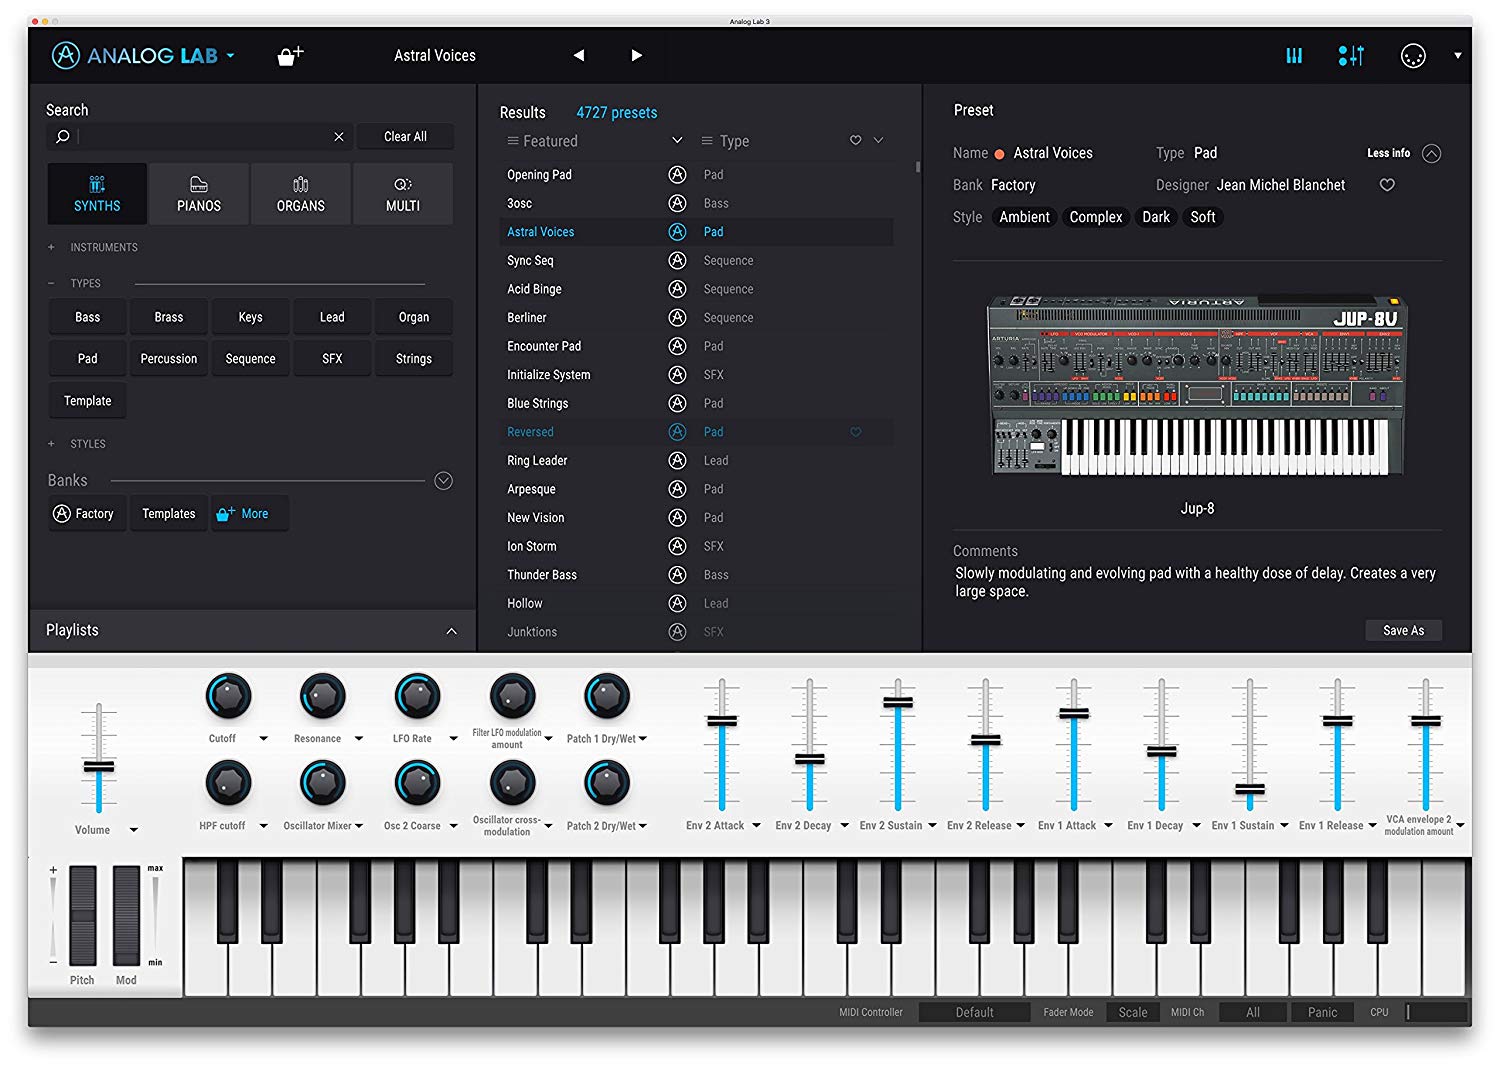 Analog Lab 3
ANALOG LAB
Astral Voices
Search
Clear All
SYNTHS
PIANOS
ORGANS
MULTI
+ INSTRUMENTS
− TYPES
Bass
Brass
Keys
Lead
Organ
Pad
Percussion
Sequence
SFX
Strings
Template
+ STYLES
Banks
Factory
Templates
More
Playlists
Results 4727 presets
Featured Type
Opening Pad Pad
3osc Bass
Astral Voices Pad
Sync Seq Sequence
Acid Binge Sequence
Berliner Sequence
Encounter Pad Pad
Initialize System SFX
Blue Strings Pad
Reversed Pad
Ring Leader Lead
Arpesque Pad
New Vision Pad
Ion Storm SFX
Thunder Bass Bass
Hollow Lead
Junktions SFX
Preset
Name Astral Voices Type Pad Less info
Bank Factory Designer Jean Michel Blanchet
Style Ambient Complex Dark Soft
ARTURIA
JUP-8V
ARTURIA
Jup-8
Comments
Slowly modulating and evolving pad with a healthy dose of delay. Creates a very
large space.
Save As
Volume
Cutoff
Resonance
LFO Rate
Filter LFO modulation
amount
Patch 1 Dry/Wet
HPF cutoff
Oscillator Mixer
Osc 2 Coarse
Oscillator cross-
modulation
Patch 2 Dry/Wet
Env 2 Attack
Env 2 Decay
Env 2 Sustain
Env 2 Release
Env 1 Attack
Env 1 Decay
Env 1 Sustain
Env 1 Release
VCA envelope 2
modulation amount
+
−
max
min
Pitch
Mod
MIDI Controller Default Fader Mode Scale MIDI Ch All Panic CPU